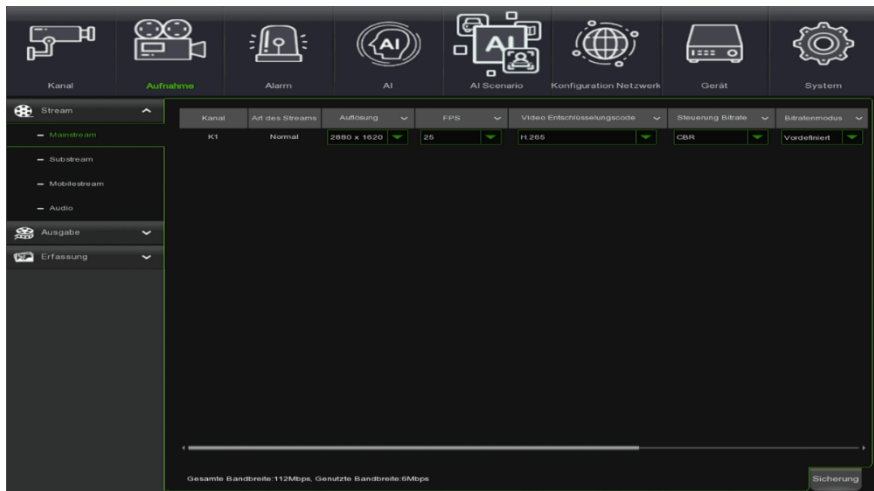 Kanal Aufnahme Alarm AI AI Scenario Konfiguration Netzwerk Gerät System
Stream
Mainstream
Substream
Mobilestream
Audio
Ausgabe
Erfassung
Kanal Art des Streams Auflösung FPS Video Entschlüsselungscode Steuerung Bitrate Bitratenmodus
K1 Normal 2880 x 1620 25 H.265 CBR Vordefiniert
Gesamte Bandbreite:112Mbps, Genutzte Bandbreite:6Mbps
Sicherung